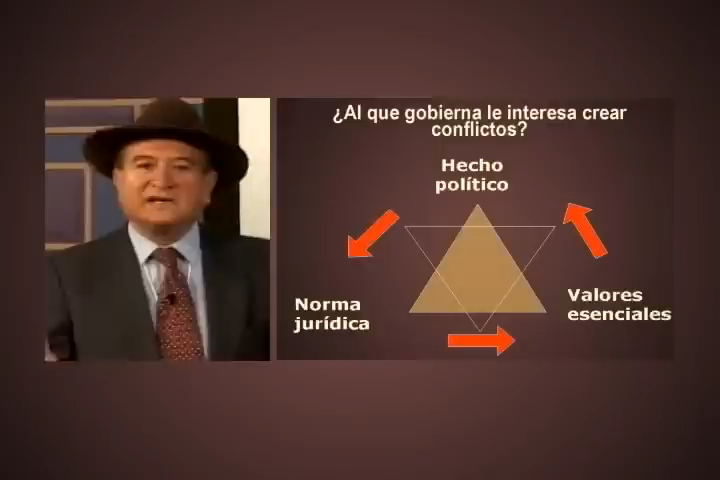 ¿Al que gobierna le interesa crear
conflictos?
Hecho
político
Norma
jurídica
Valores
esenciales